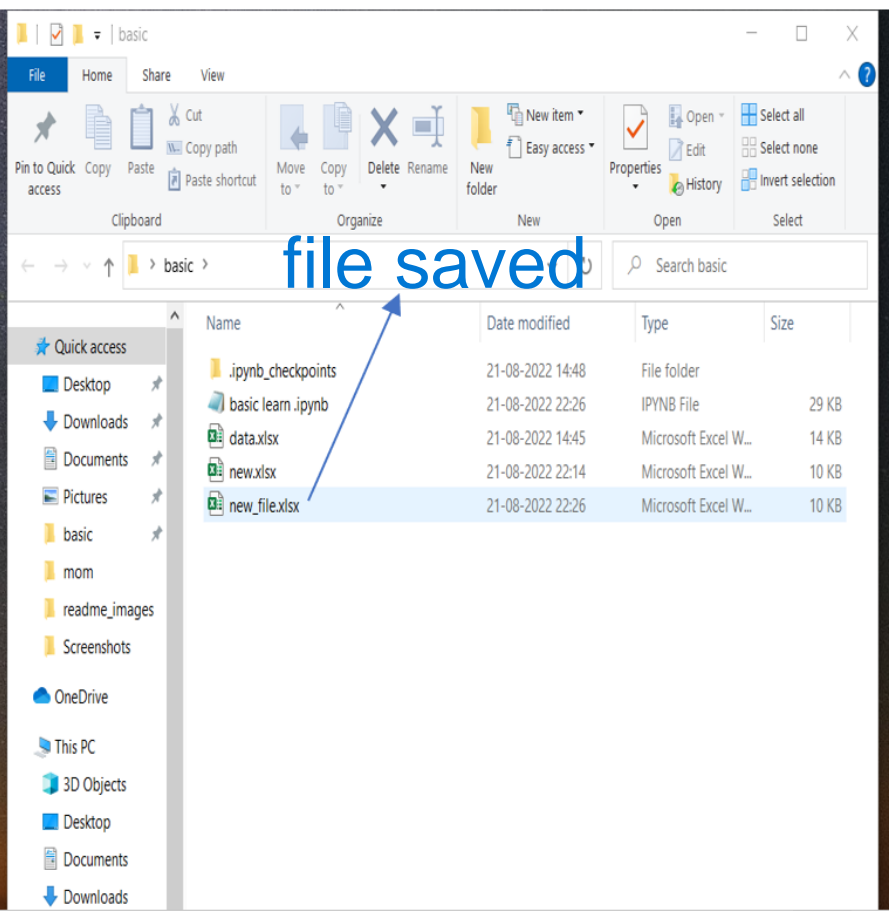 basic
File Home Share View
Pin to Quick access
Copy
Paste
Cut
Copy path
Paste shortcut
Clipboard
Move to
Copy to
Delete
Rename
Organize
New folder
New item
Easy access
New
Properties
Open
Edit
History
Open
Select all
Select none
Invert selection
Select
file saved
basic
Search basic
Name Date modified Type Size
.ipynb_checkpoints 21-08-2022 14:48 File folder
basic learn .ipynb 21-08-2022 22:26 IPYNB File 29 KB
data.xlsx 21-08-2022 14:45 Microsoft Excel W... 14 KB
new.xlsx 21-08-2022 22:14 Microsoft Excel W... 10 KB
new_file.xlsx 21-08-2022 22:26 Microsoft Excel W... 10 KB
Quick access
Desktop
Downloads
Documents
Pictures
basic
mom
readme_images
Screenshots
OneDrive
This PC
3D Objects
Desktop
Documents
Downloads